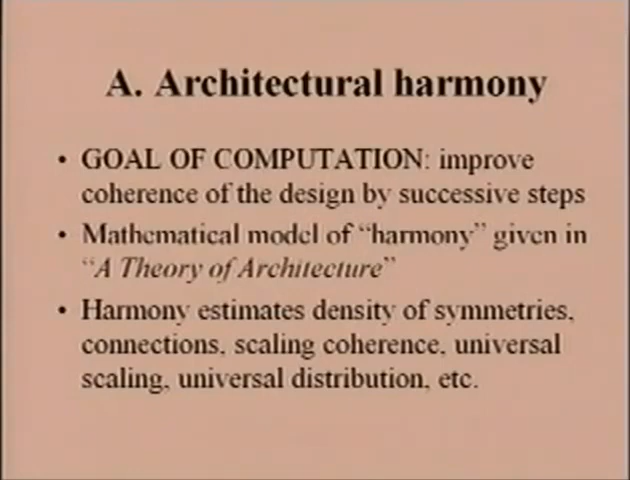 A. Architectural harmony
• GOAL OF COMPUTATION: improve
coherence of the design by successive steps
• Mathematical model of “harmony” given in
“A Theory of Architecture”
• Harmony estimates density of symmetries,
connections, scaling coherence, universal
scaling, universal distribution, etc.